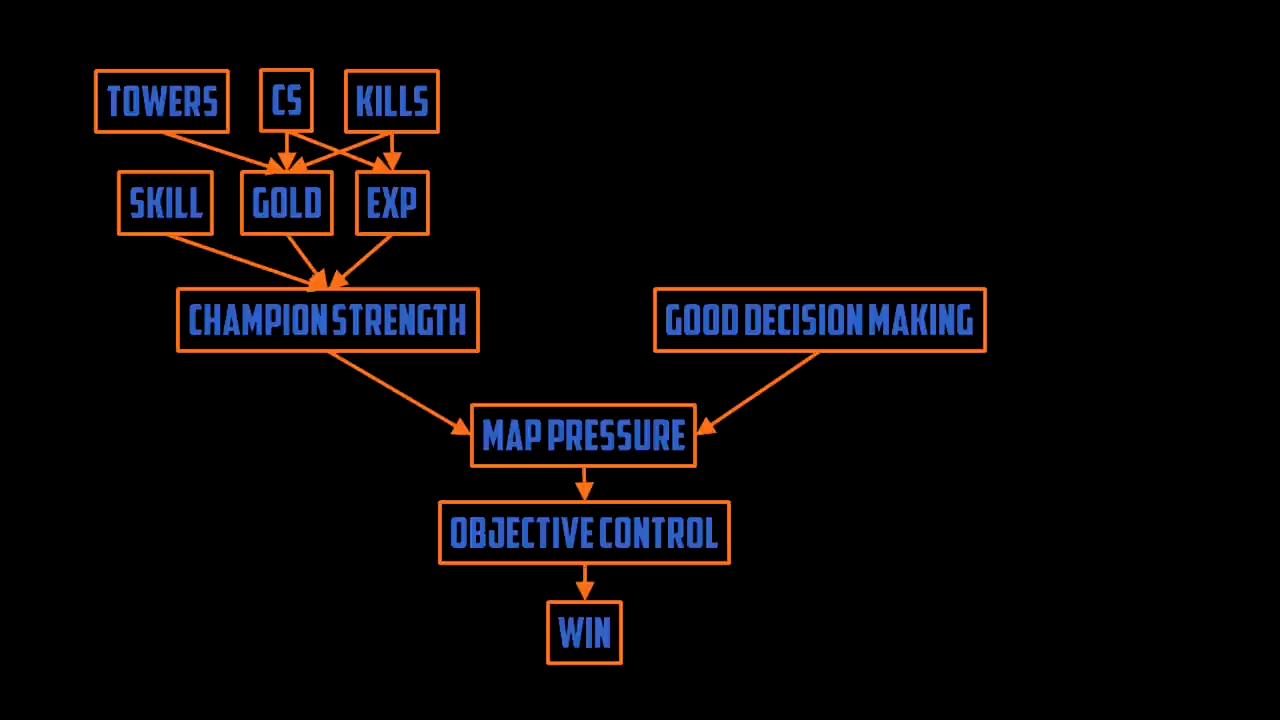 TOWERS
CS
KILLS
SKILL
GOLD
EXP
CHAMPION STRENGTH
GOOD DECISION MAKING
MAP PRESSURE
OBJECTIVE CONTROL
WIN